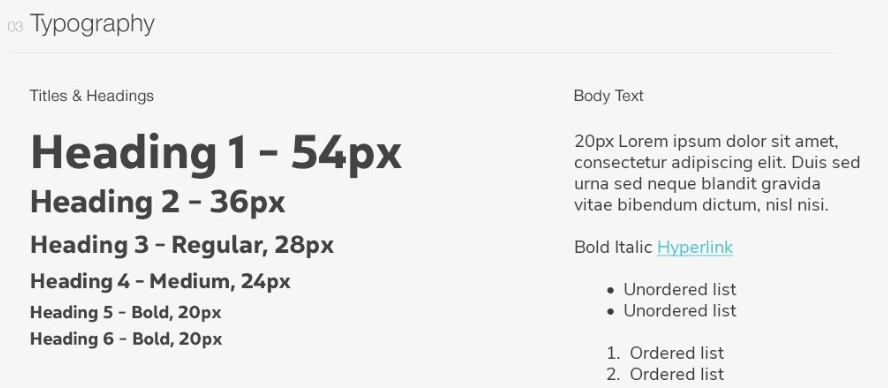 03 Typography
Titles & Headings
Heading 1 - 54px
Heading 2 - 36px
Heading 3 - Regular, 28px
Heading 4 - Medium, 24px
Heading 5 - Bold, 20px
Heading 6 - Bold, 20px
Body Text
20px Lorem ipsum dolor sit amet,
consectetur adipiscing elit. Duis sed
urna sed neque blandit gravida
vitae bibendum dictum, nisl nisi.
Bold Italic Hyperlink
• Unordered list
• Unordered list
1. Ordered list
2. Ordered list